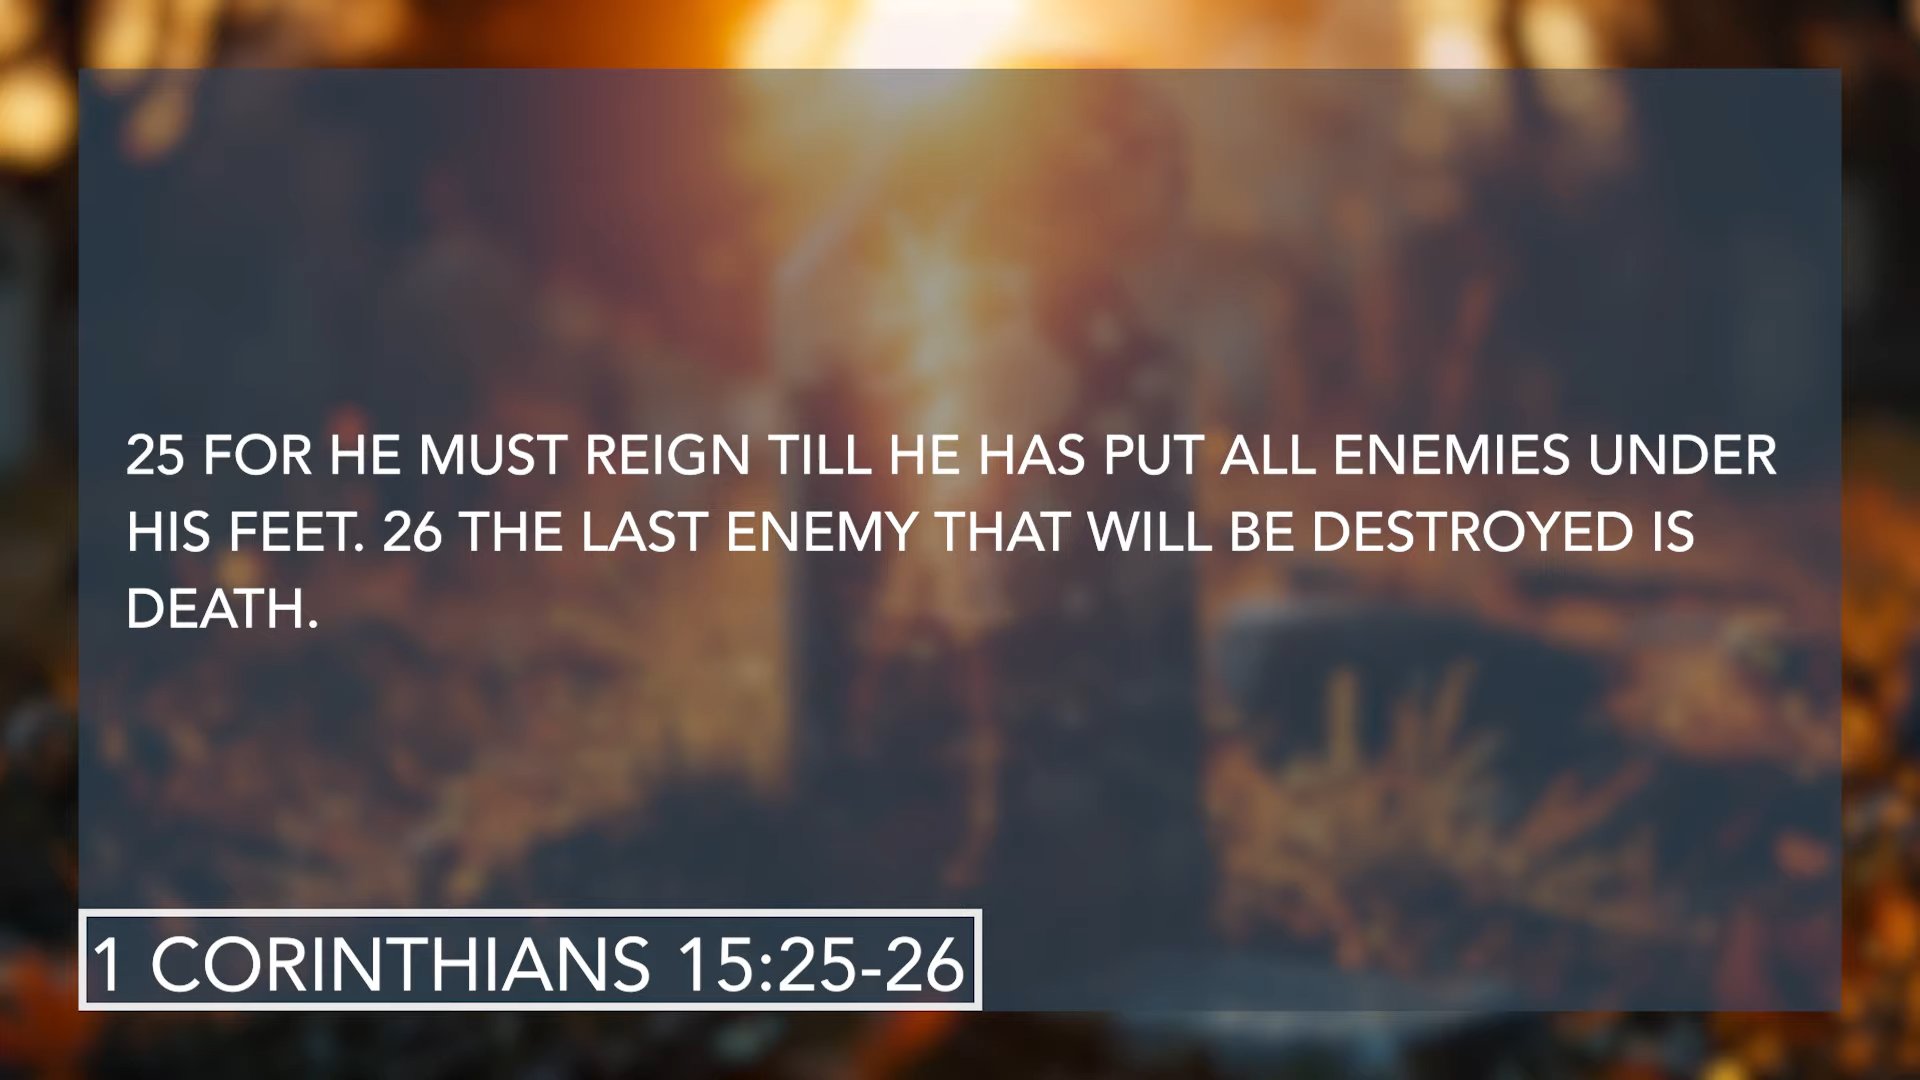 25 FOR HE MUST REIGN TILL HE HAS PUT ALL ENEMIES UNDER
HIS FEET. 26 THE LAST ENEMY THAT WILL BE DESTROYED IS
DEATH.
1 CORINTHIANS 15:25-26